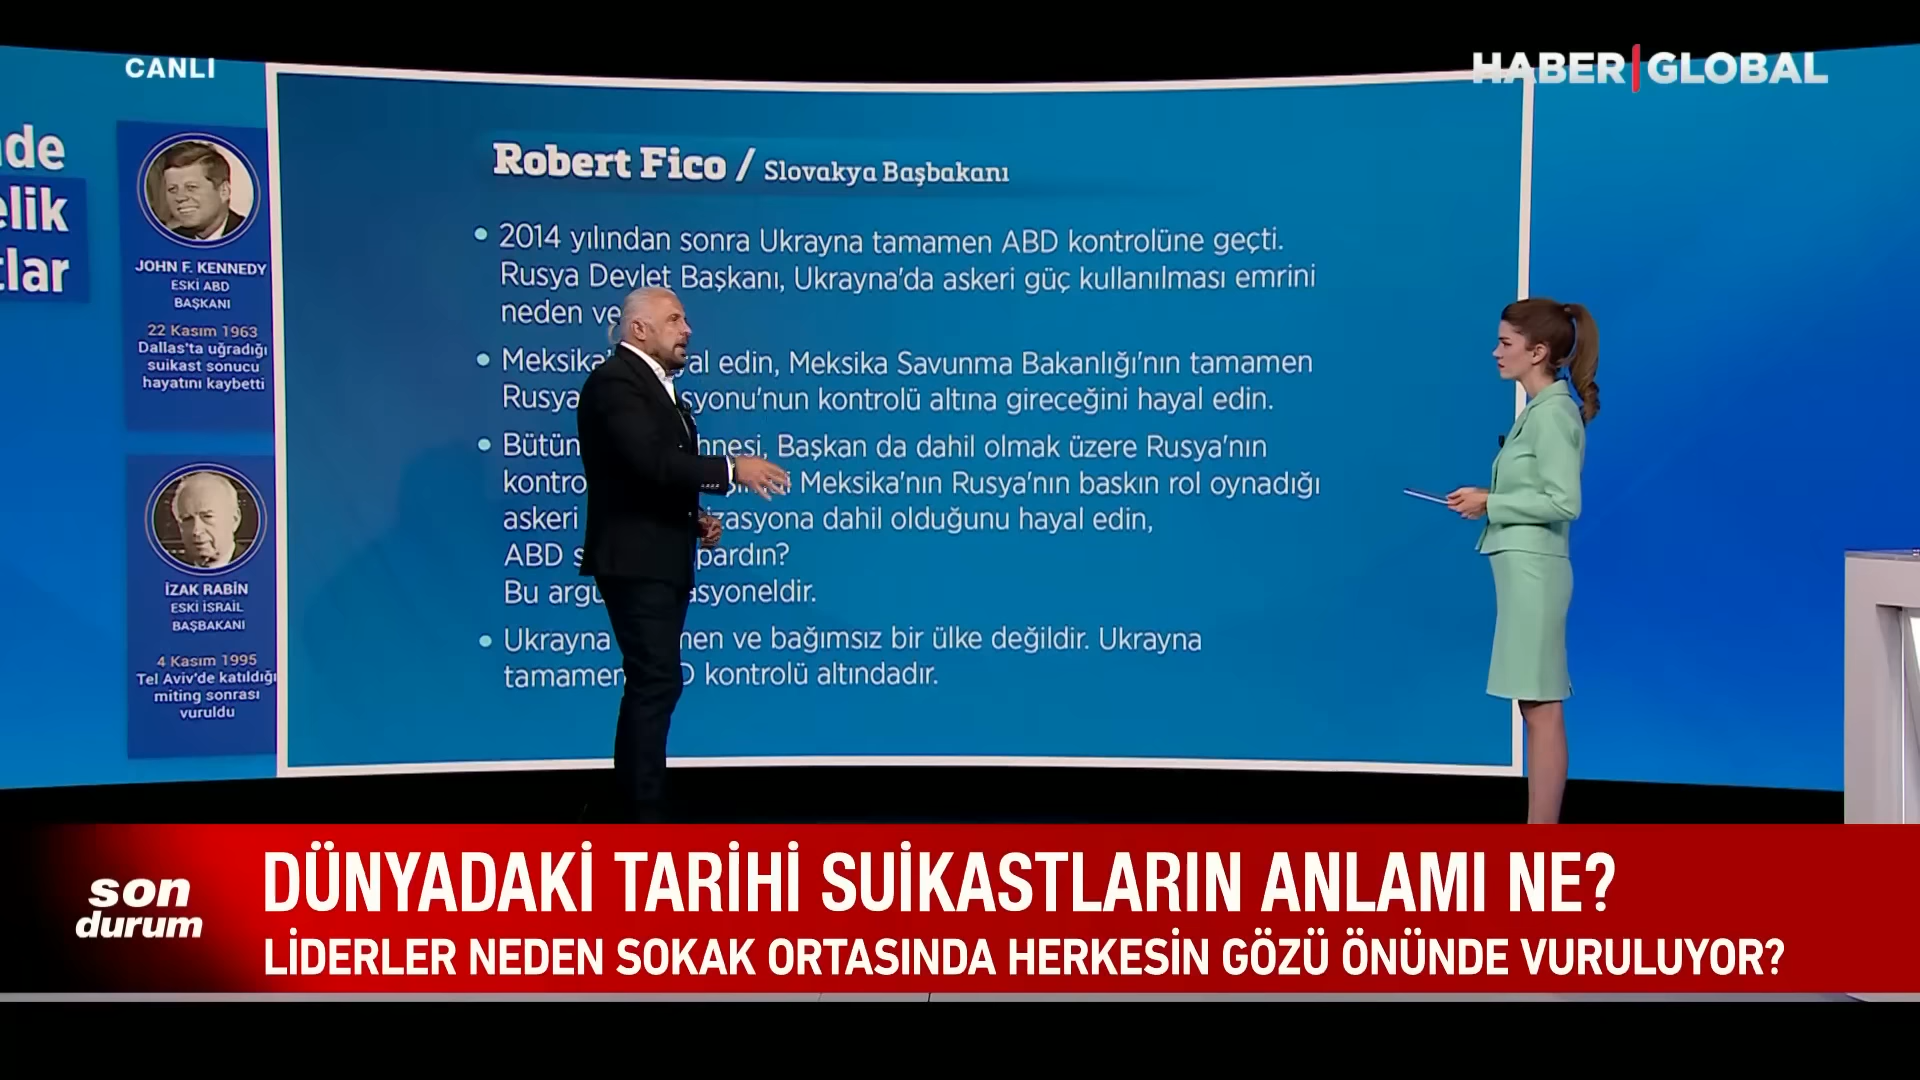 CANLI
HABER GLOBAL
de
elik
tlar
JOHN F. KENNEDY
ESKİ ABD
BAŞKANI
22 Kasım 1963
Dallas'ta uğradığı
suikast sonucu
hayatını kaybetti
İZAK RABİN
ESKİ İSRAİL
BAŞBAKANI
4 Kasım 1995
Tel Aviv'de katıldığı
miting sonrası
vuruldu
Robert Fico / Slovakya Başbakanı
• 2014 yılından sonra Ukrayna tamamen ABD kontrolüne geçti.
Rusya Devlet Başkanı, Ukrayna'da askeri güç kullanılması emrini
neden ve
• Meksika' al edin, Meksika Savunma Bakanlığı'nın tamamen
Rusya syonu'nun kontrolü altına gireceğini hayal edin.
• Bütün hnesi, Başkan da dahil olmak üzere Rusya'nın
kontro Meksika'nın Rusya'nın baskın rol oynadığı
askeri izasyona dahil olduğunu hayal edin,
ABD s pardın?
Bu argü asyoneldir.
• Ukrayna men ve bağımsız bir ülke değildir. Ukrayna
tamamen D kontrolü altındadır.
son
durum
DÜNYADAKİ TARİHİ SUİKASTLARIN ANLAMI NE?
LİDERLER NEDEN SOKAK ORTASINDA HERKESİN GÖZÜ ÖNÜNDE VURULUYOR?